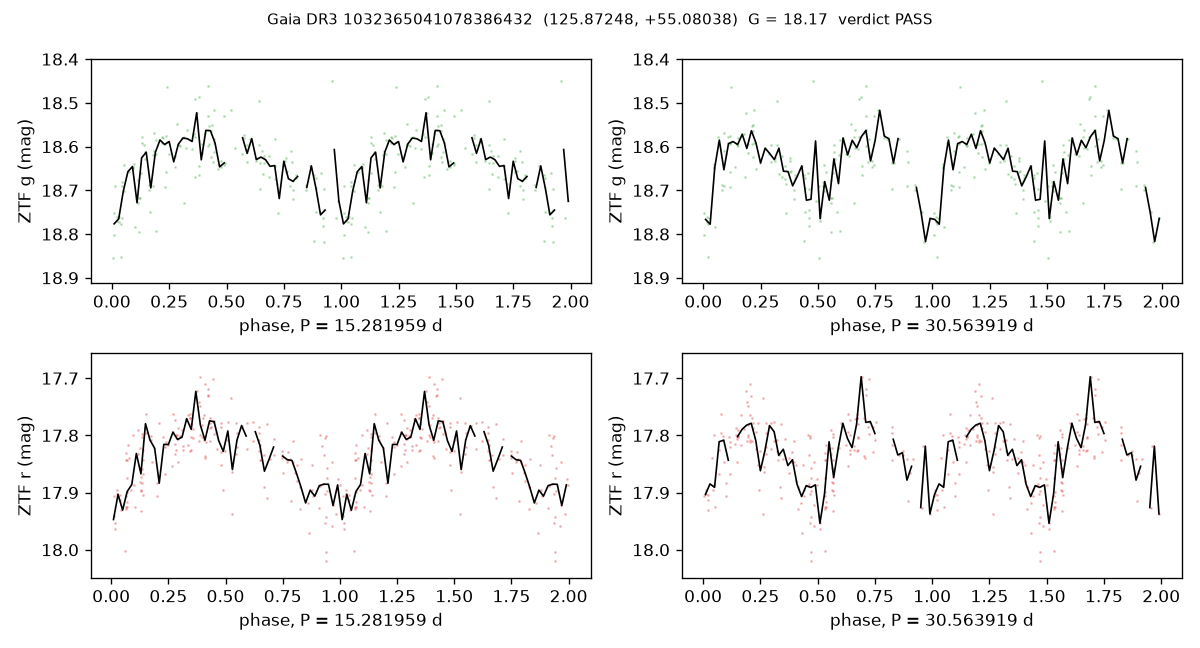 Gaia DR3 1032365041078386432 (125.87248, +55.08038) G = 18.17 verdict PASS
18.4
18.5
18.6
18.7
18.8
18.9
ZTF g (mag)
0.00 0.25 0.50 0.75 1.00 1.25 1.50 1.75 2.00
phase, P = 15.281959 d
18.4
18.5
18.6
18.7
18.8
18.9
ZTF g (mag)
0.00 0.25 0.50 0.75 1.00 1.25 1.50 1.75 2.00
phase, P = 30.563919 d
17.7
17.8
17.9
18.0
ZTF r (mag)
0.00 0.25 0.50 0.75 1.00 1.25 1.50 1.75 2.00
phase, P = 15.281959 d
17.7
17.8
17.9
18.0
ZTF r (mag)
0.00 0.25 0.50 0.75 1.00 1.25 1.50 1.75 2.00
phase, P = 30.563919 d